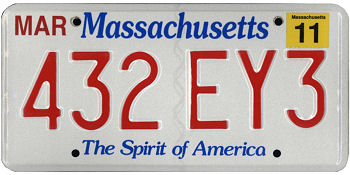 MAR Massachusetts Massachusetts 11
432 EY3
The Spirit of America